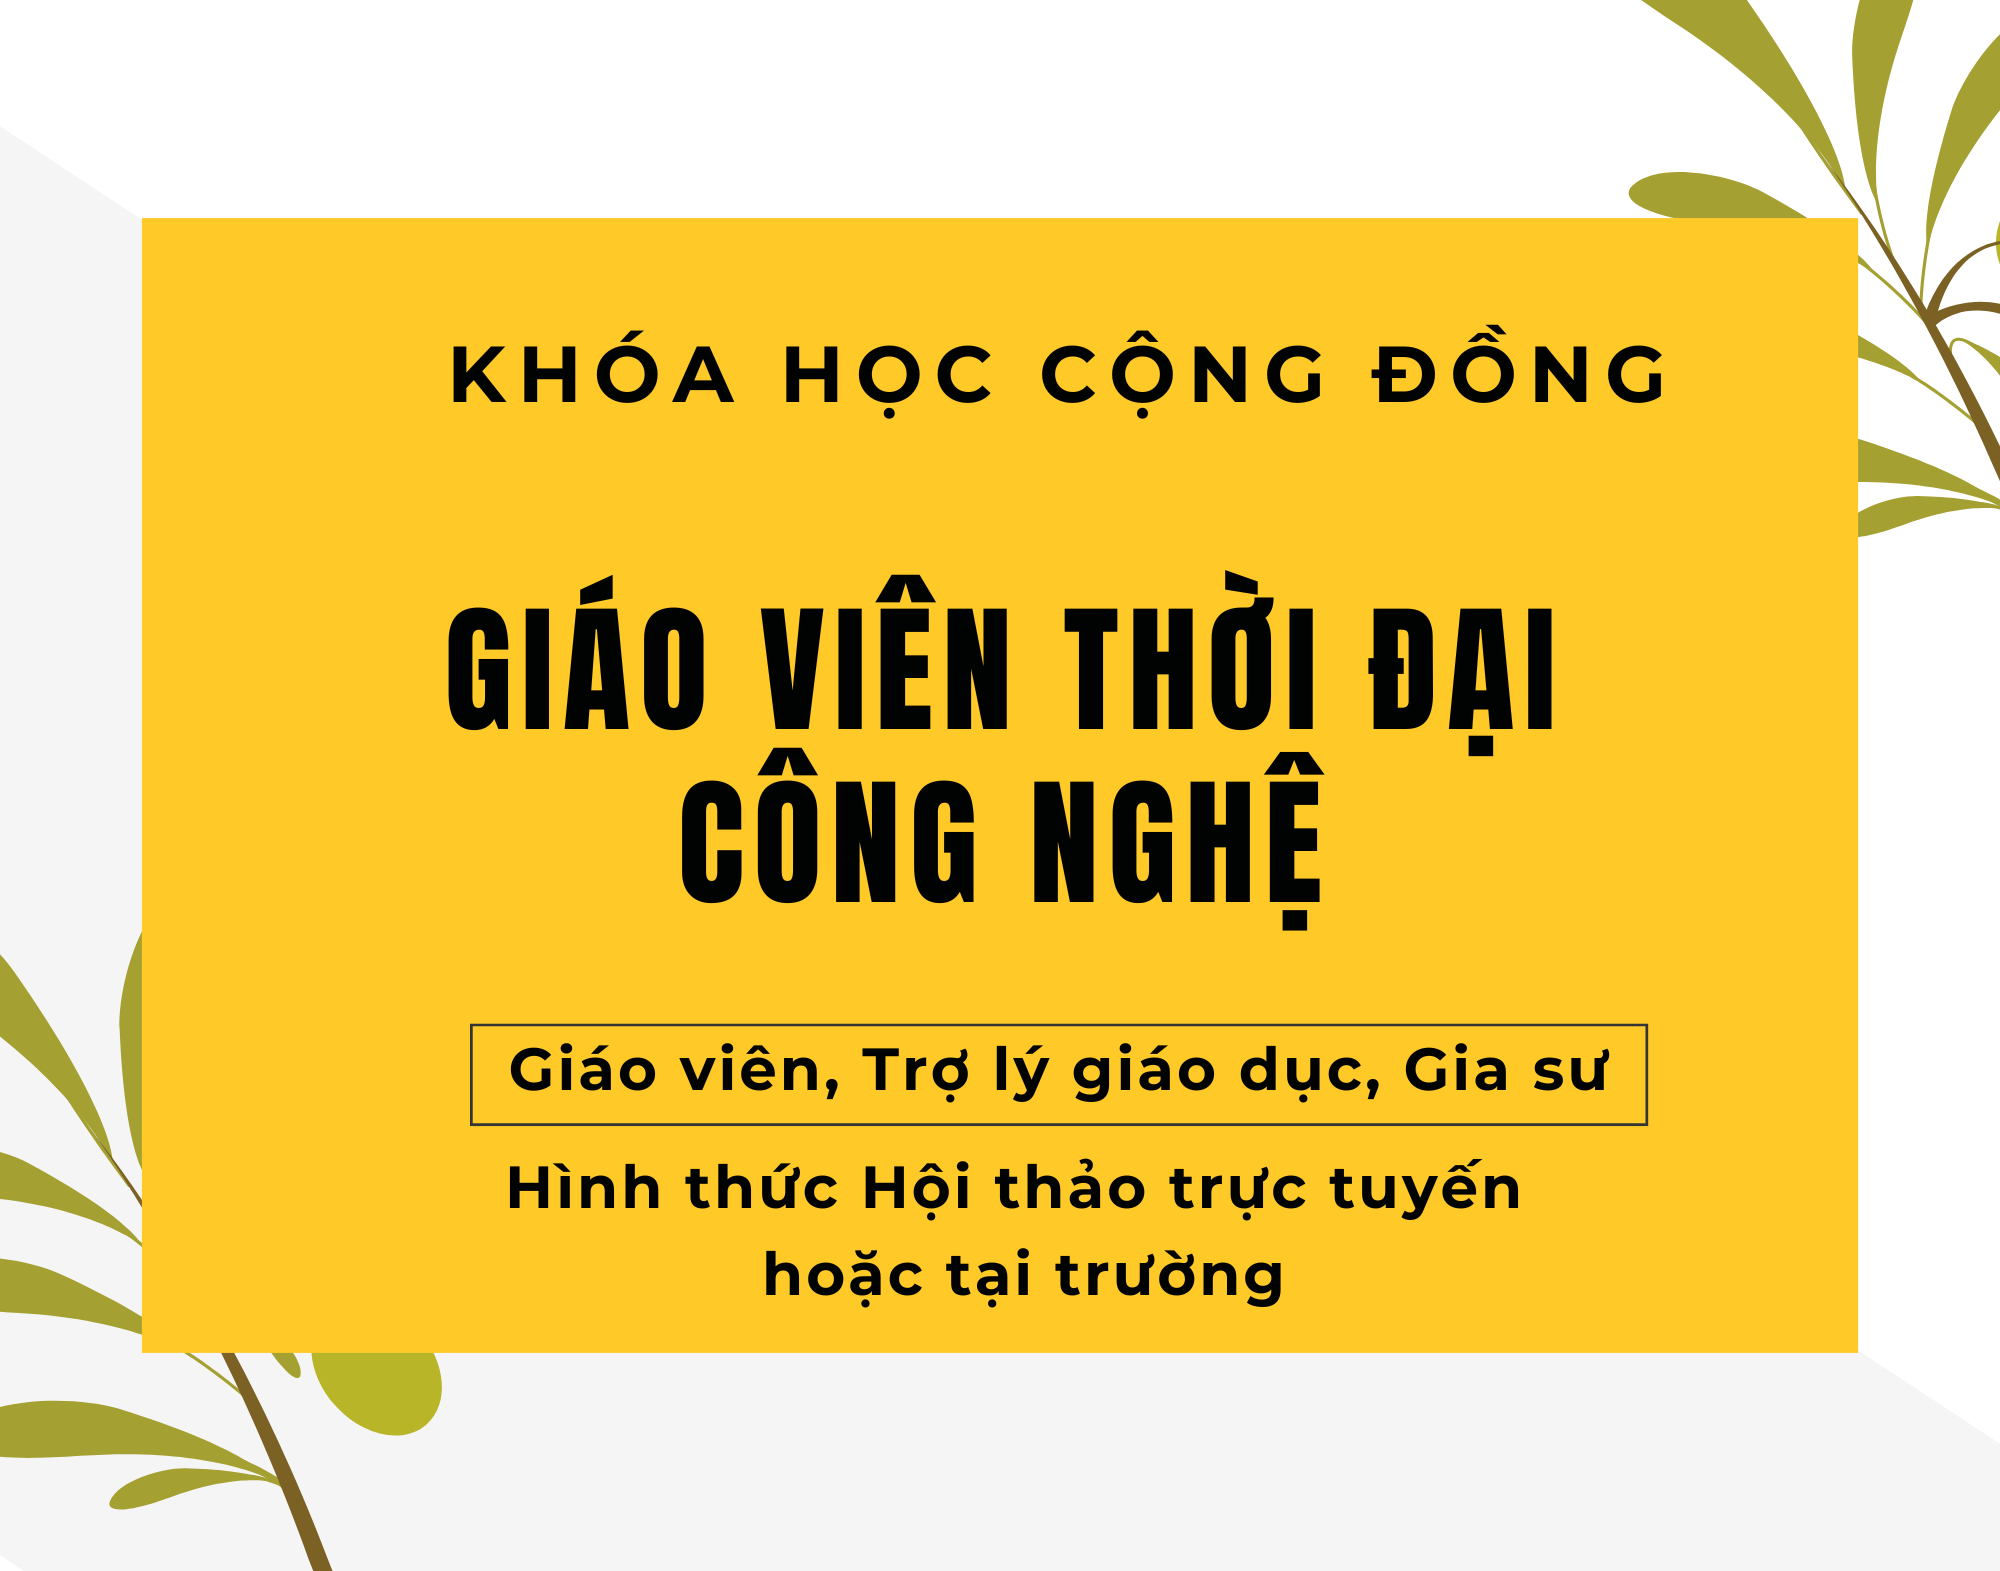 KHÓA HỌC CỘNG ĐỒNG
GIÁO VIÊN THỜI ĐẠI
CÔNG NGHỆ
Giáo viên, Trợ lý giáo dục, Gia sư
Hình thức Hội thảo trực tuyến
hoặc tại trường